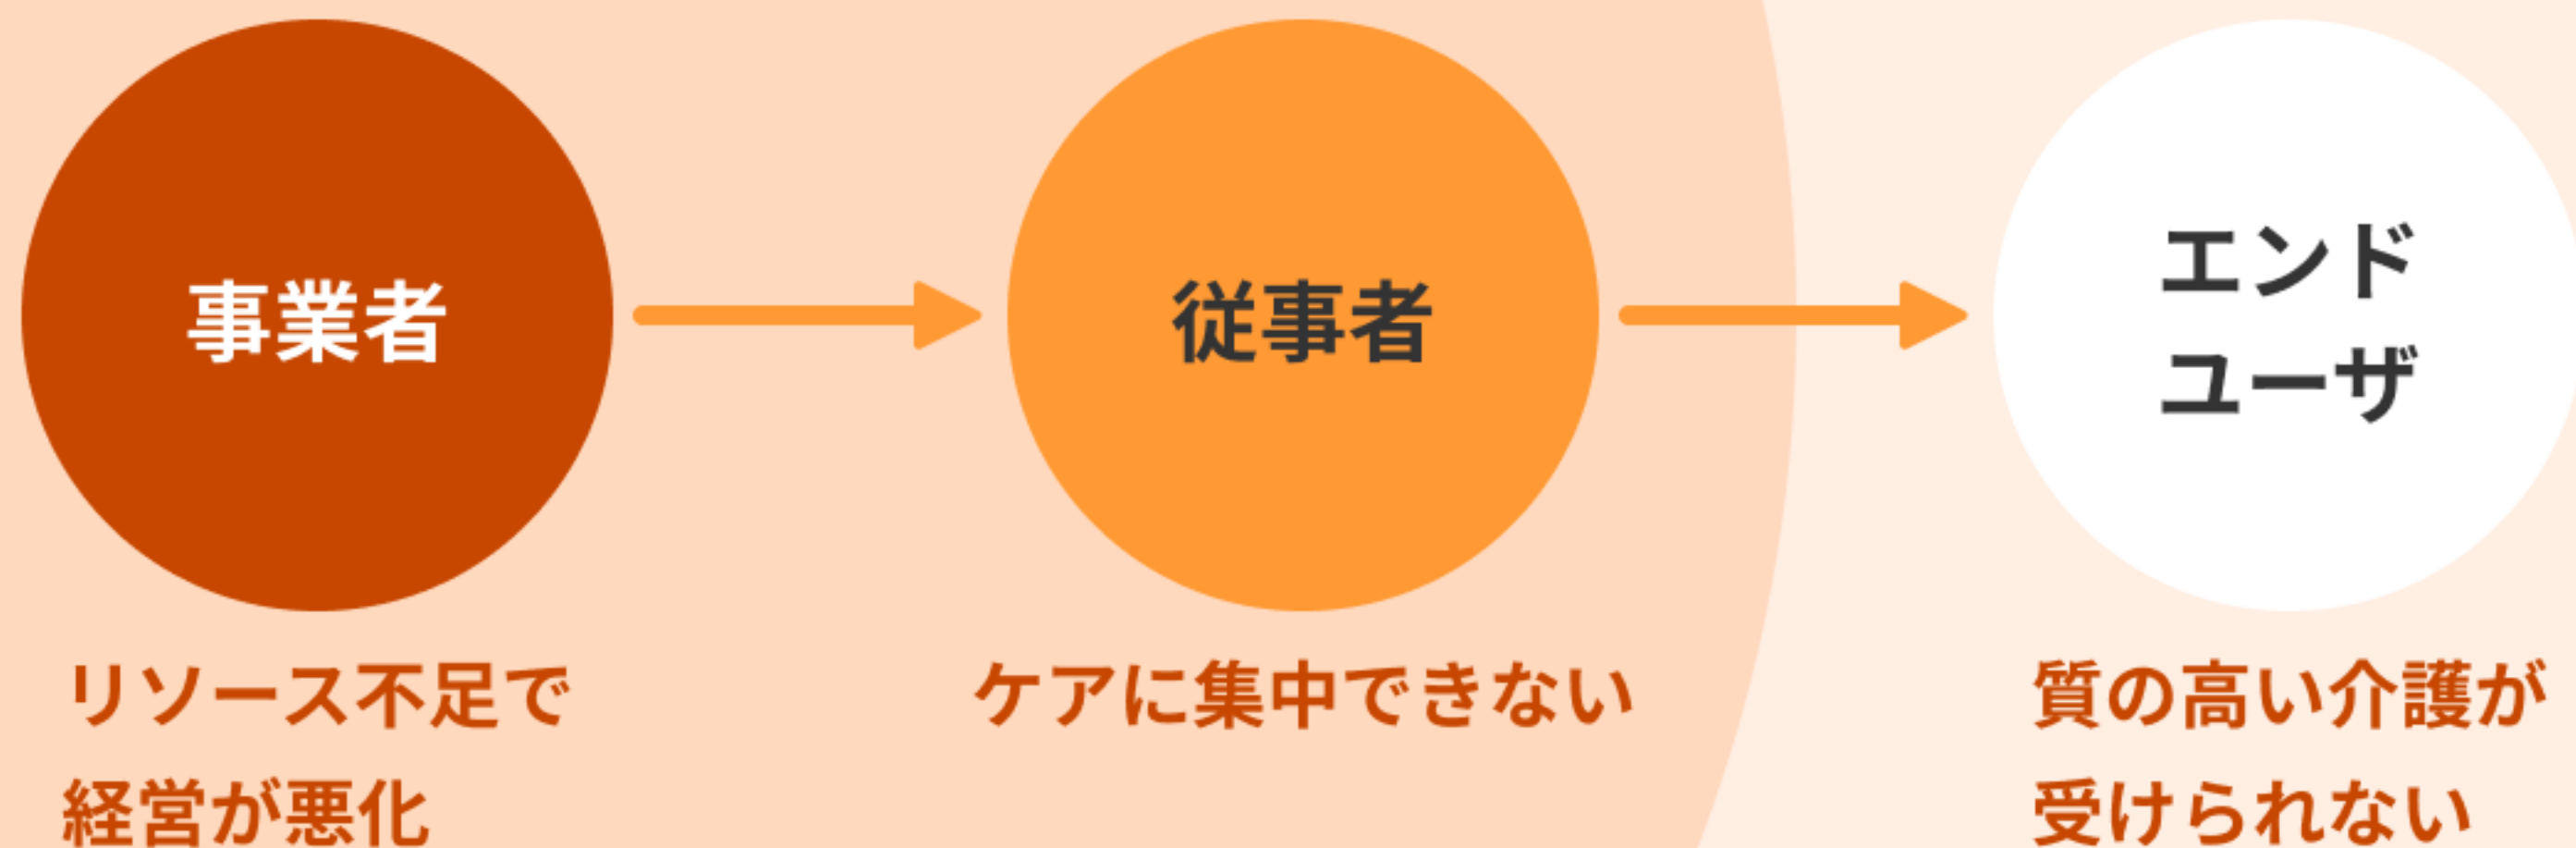 事業者
従事者
エンド
ユーザ
リソース不足で
経営が悪化
ケアに集中できない
質の高い介護が
受けられない